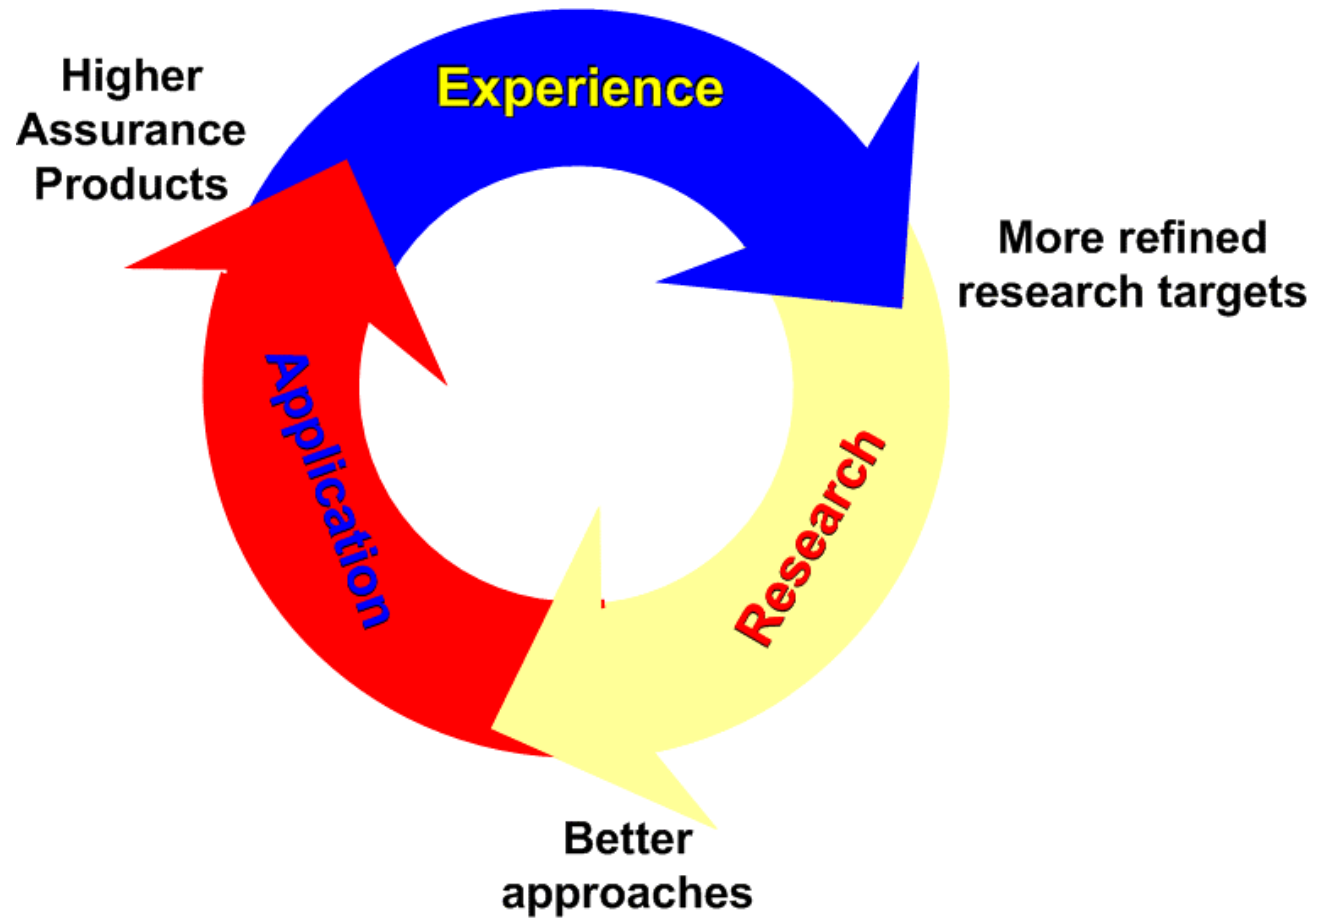 Higher
Assurance
Products
Experience
More refined
research targets
Application
Research
Better
approaches